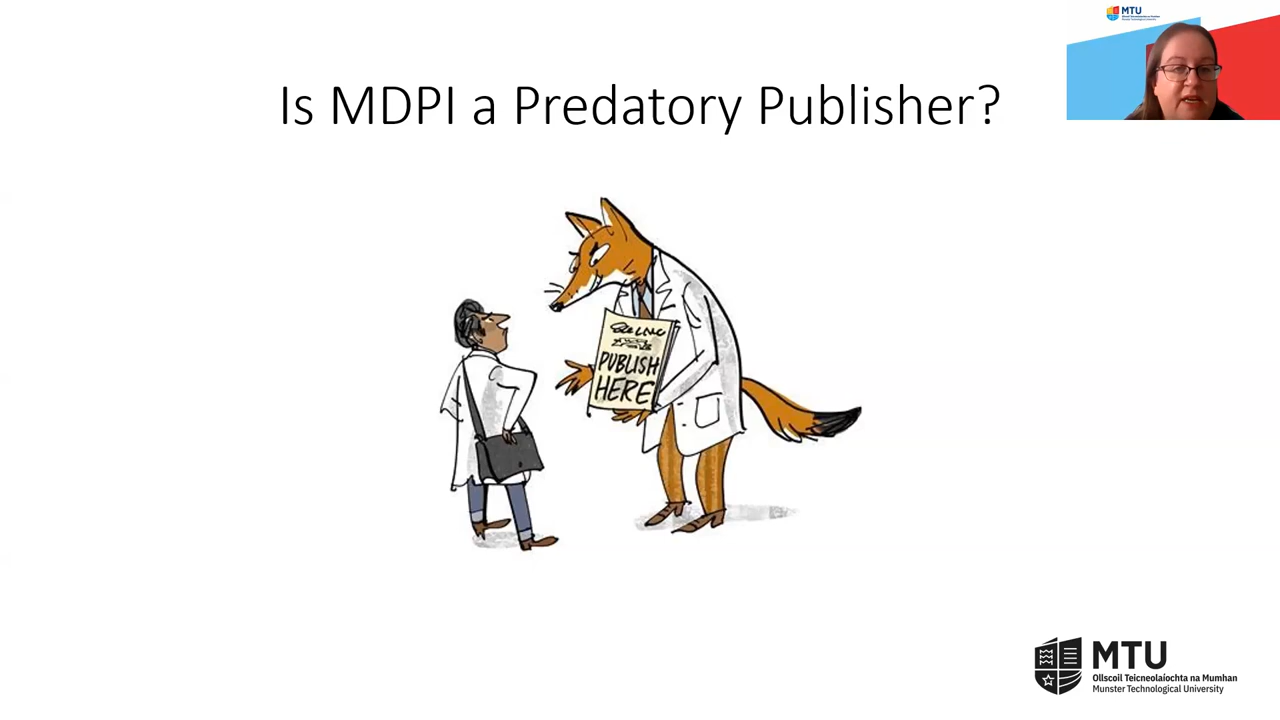 MTU
Is MDPI a Predatory Publisher?
PUBLISH
HERE
MTU
Ollscoil Teicneolaíochta na Mumhan
Munster Technological University